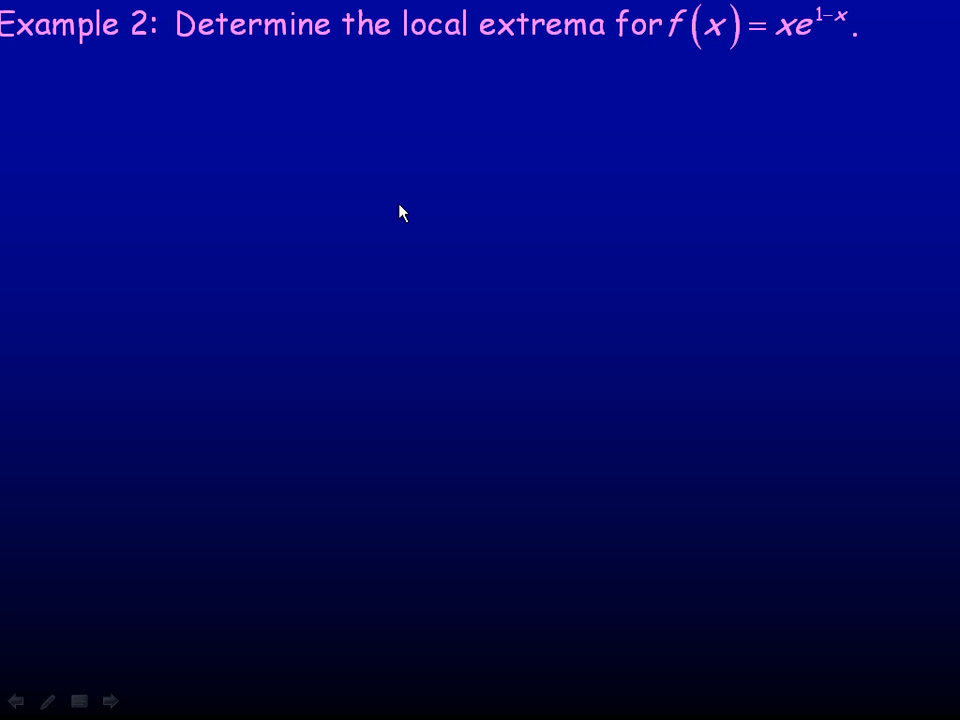 Example 2: Determine the local extrema for f(x) = xe^{1-x}.